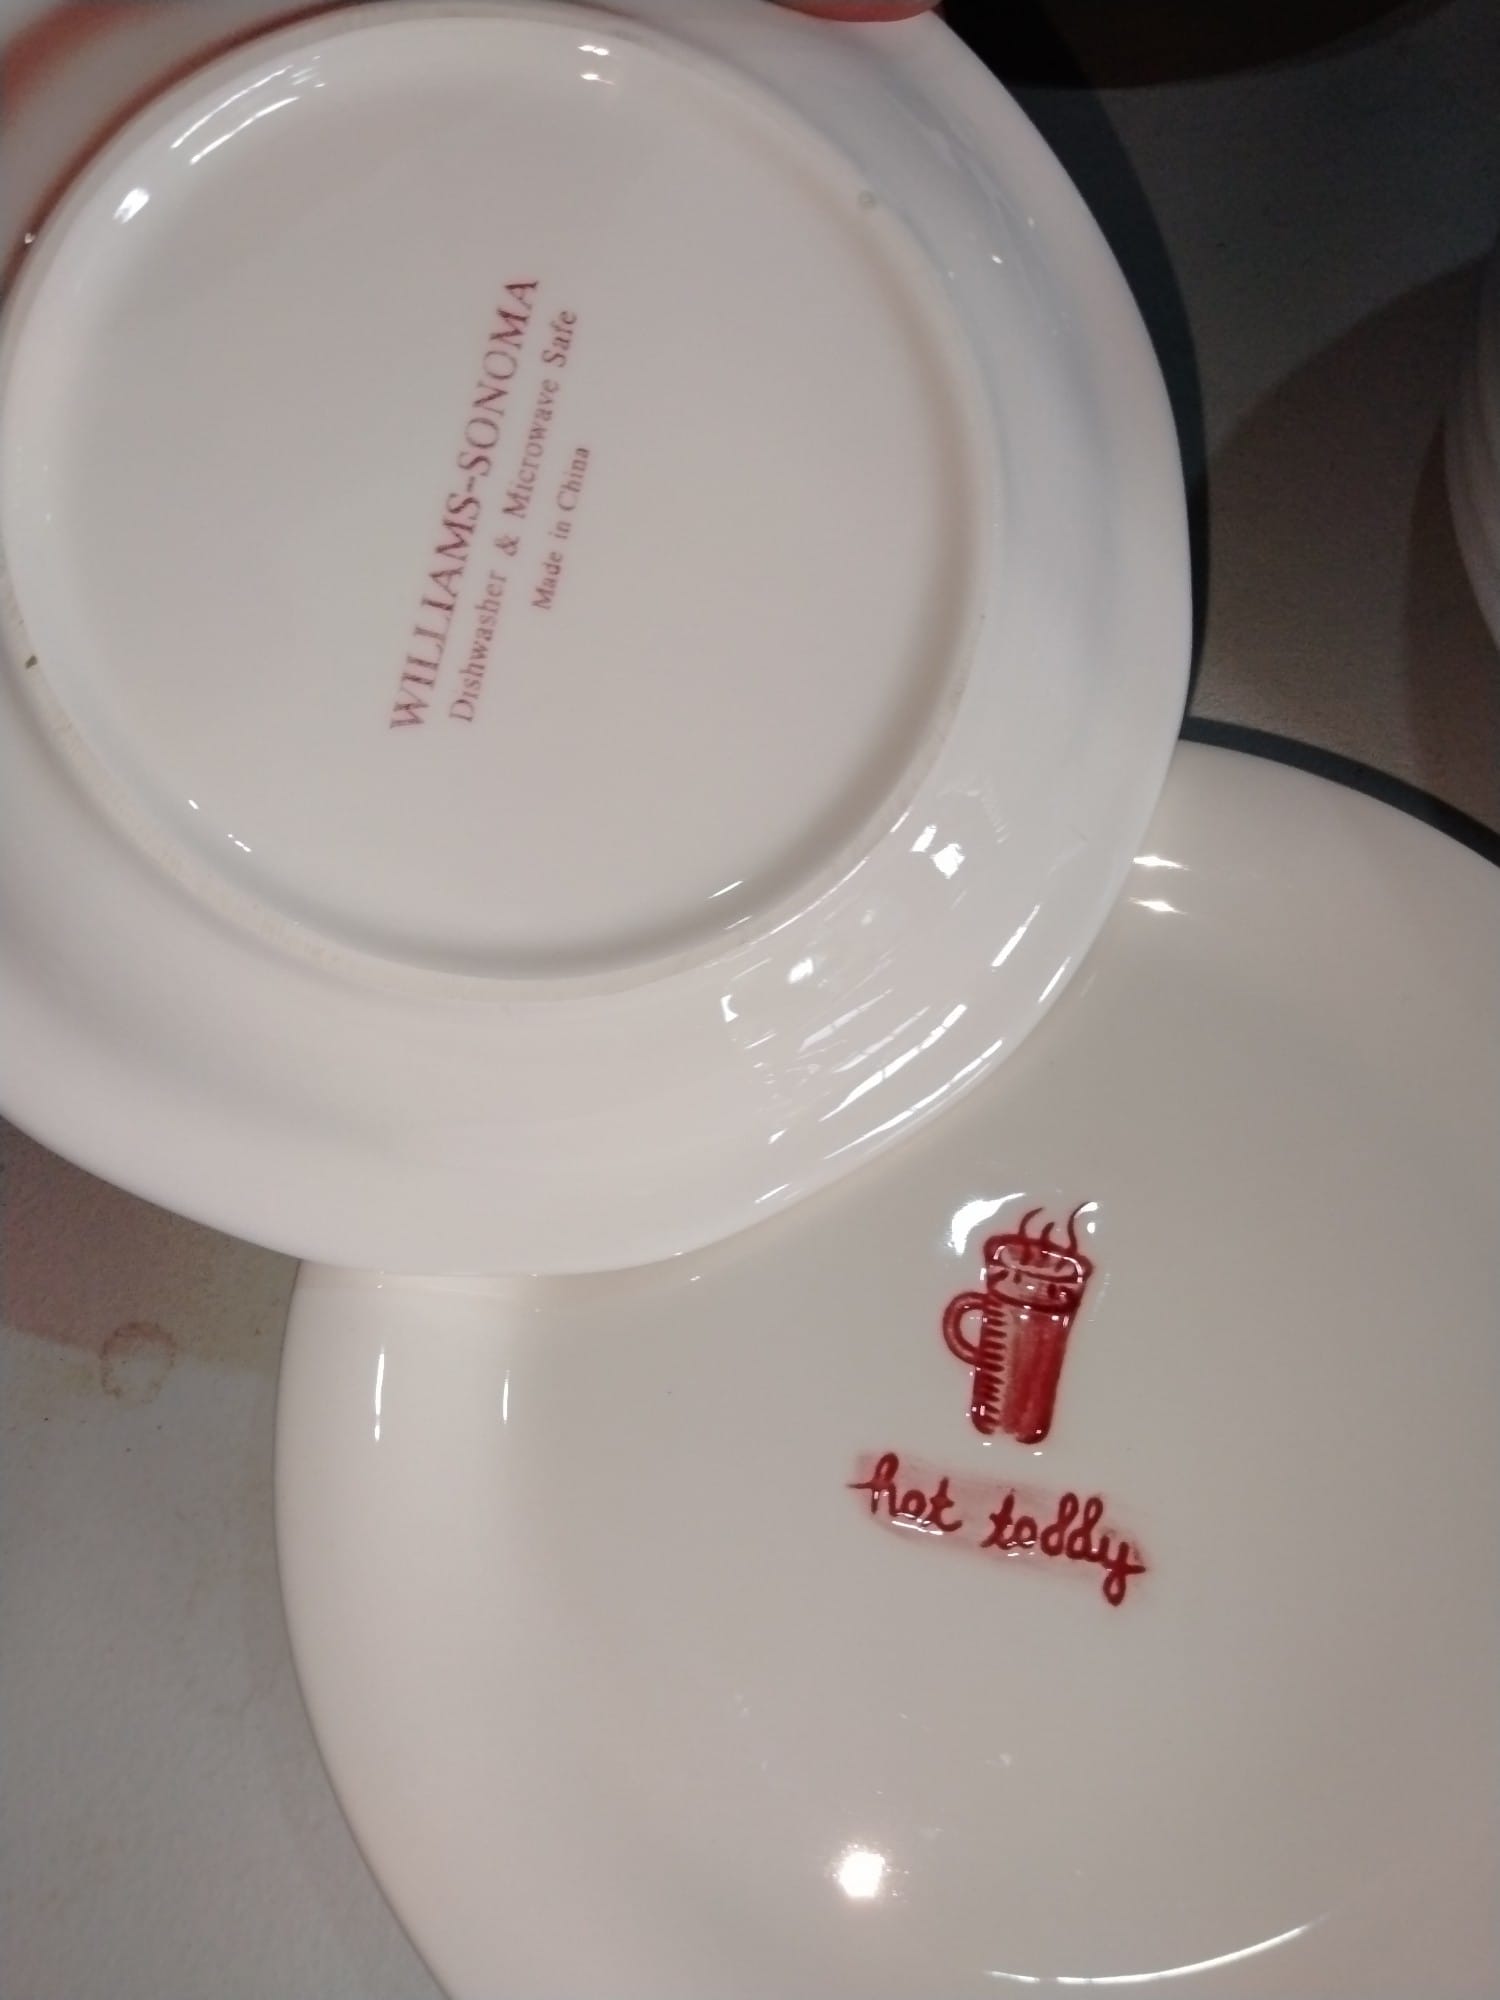 WILLIAMS-SONOMA
Dishwasher & Microwave Safe
Made in China
hot toddy